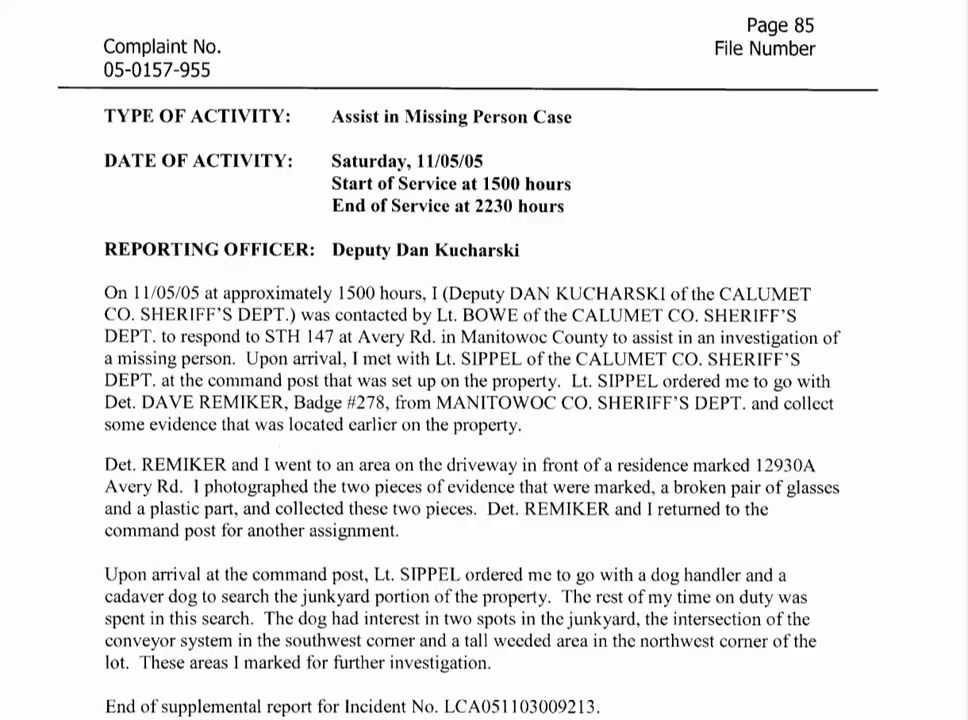 Page 85
Complaint No.
File Number
05-0157-955
TYPE OF ACTIVITY: Assist in Missing Person Case
DATE OF ACTIVITY: Saturday, 11/05/05
Start of Service at 1500 hours
End of Service at 2230 hours
REPORTING OFFICER: Deputy Dan Kucharski
On 11/05/05 at approximately 1500 hours, I (Deputy DAN KUCHARSKI of the CALUMET
CO. SHERIFF'S DEPT.) was contacted by Lt. BOWE of the CALUMET CO. SHERIFF'S
DEPT. to respond to STH 147 at Avery Rd. in Manitowoc County to assist in an investigation of
a missing person. Upon arrival, I met with Lt. SIPPEL of the CALUMET CO. SHERIFF'S
DEPT. at the command post that was set up on the property. Lt. SIPPEL ordered me to go with
Det. DAVE REMIKER, Badge #278, from MANITOWOC CO. SHERIFF'S DEPT. and collect
some evidence that was located earlier on the property.
Det. REMIKER and I went to an area on the driveway in front of a residence marked 12930A
Avery Rd. I photographed the two pieces of evidence that were marked, a broken pair of glasses
and a plastic part, and collected these two pieces. Det. REMIKER and I returned to the
command post for another assignment.
Upon arrival at the command post, Lt. SIPPEL ordered me to go with a dog handler and a
cadaver dog to search the junkyard portion of the property. The rest of my time on duty was
spent in this search. The dog had interest in two spots in the junkyard, the intersection of the
conveyor system in the southwest corner and a tall weeded area in the northwest corner of the
lot. These areas I marked for further investigation.
End of supplemental report for Incident No. LCA051103009213.